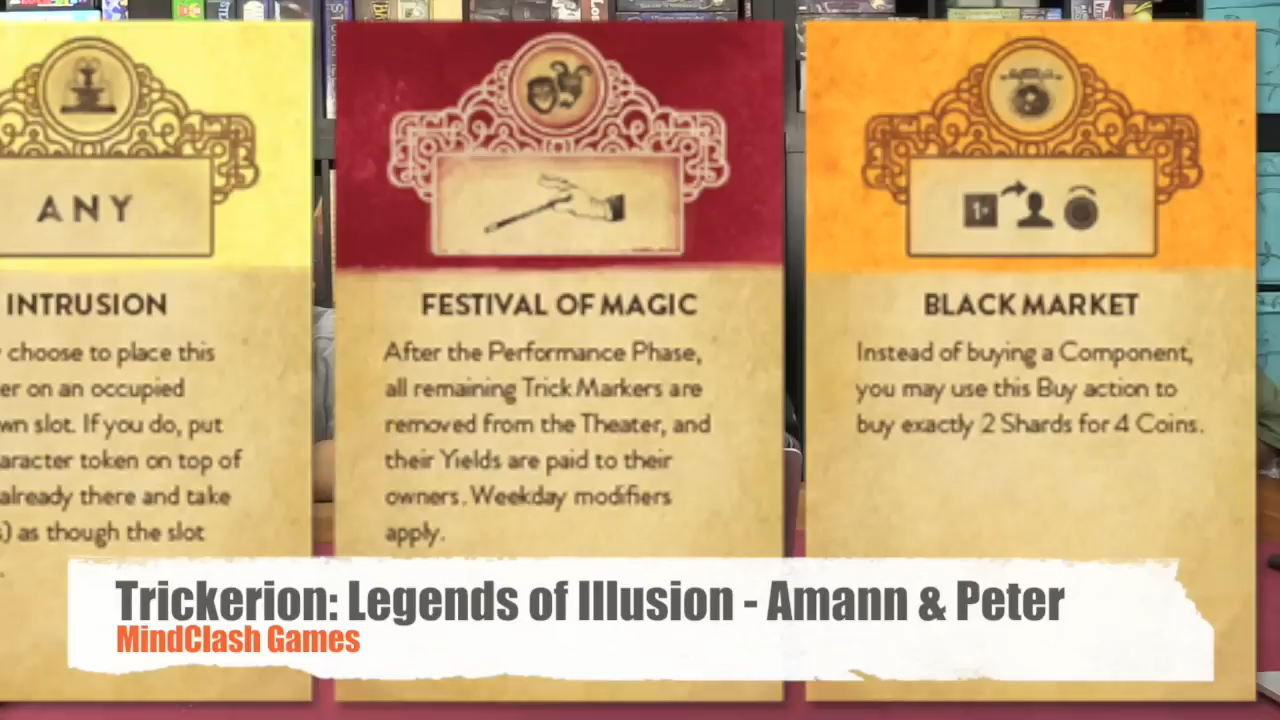 ANY
INTRUSION
choose to place this
er on an occupied
wn slot. If you do, put
aracter token on top of
already there and take
s) as though the slot
FESTIVAL OF MAGIC
After the Performance Phase,
all remaining Trick Markers are
removed from the Theater, and
their Yields are paid to their
owners. Weekday modifiers
apply.
1+
BLACK MARKET
Instead of buying a Component,
you may use this Buy action to
buy exactly 2 Shards for 4 Coins.
Trickerion: Legends of Illusion - Amann & Peter
MindClash Games